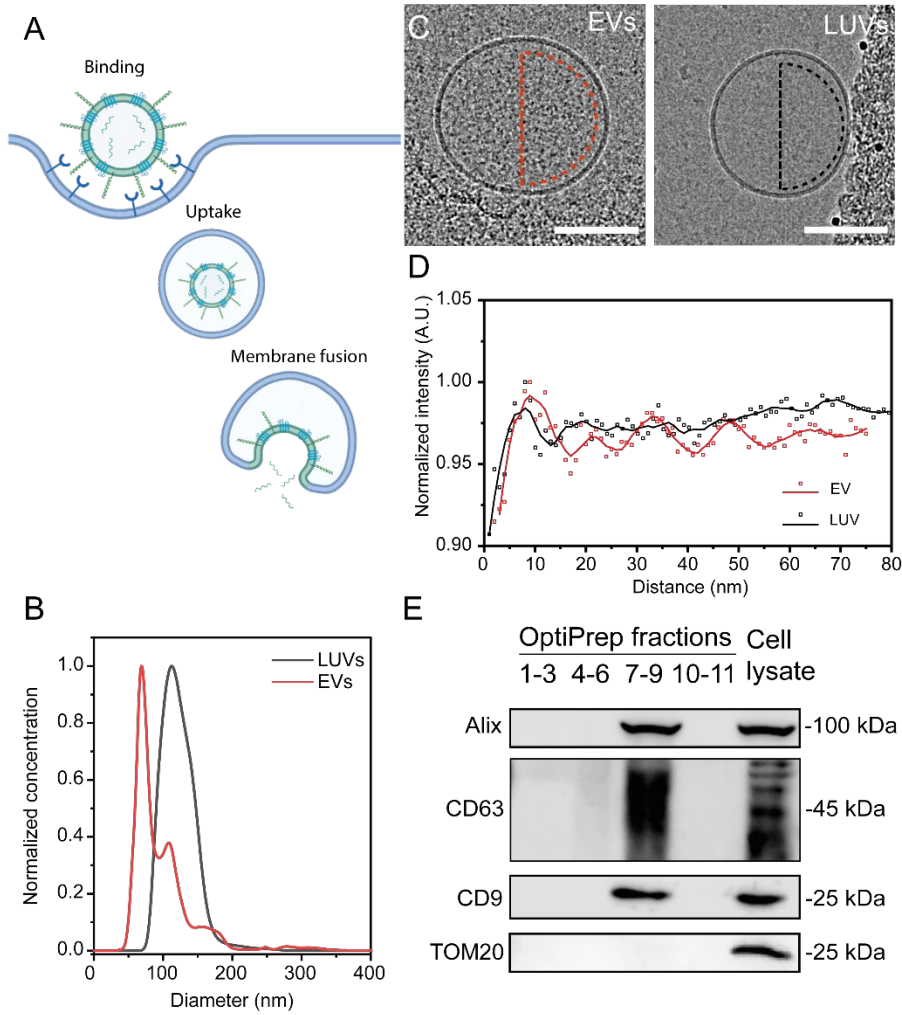 A
Binding
Uptake
Membrane fusion
B
1.0
0.8
0.6
0.4
0.2
0.0
0
100
200
300
400
Normalized concentration
Diameter (nm)
LUVs
EVs
C
EVs
LUVs
D
1.05
1.00
0.95
0.90
0
10
20
30
40
50
60
70
80
Normalized intensity (A.U.)
Distance (nm)
EV
LUV
E
OptiPrep fractions
Cell
lysate
1-3 4-6 7-9 10-11
Alix
-100 kDa
CD63
-45 kDa
CD9
-25 kDa
TOM20
-25 kDa